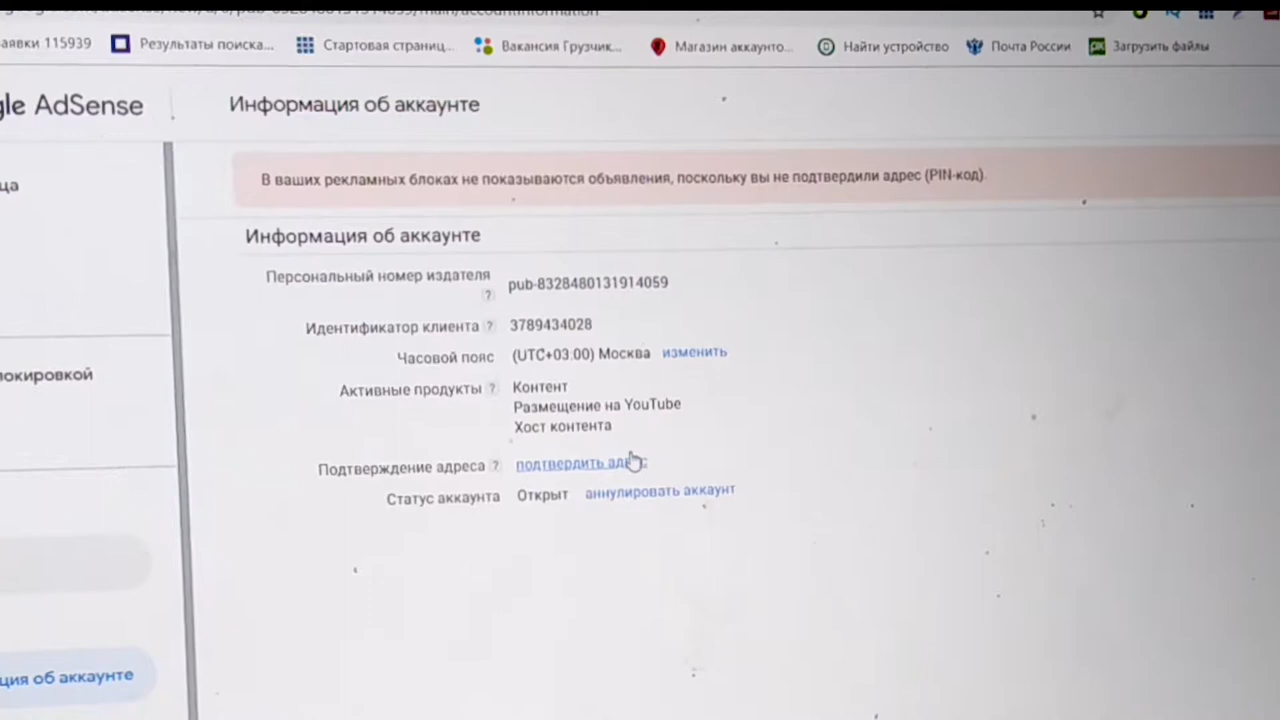 аявки 115939 Результаты поиска... Стартовая страниц... Вакансия Грузчик... Магазин аккаунто... Найти устройство Почта России Загрузить файлы
gle AdSense Информация об аккаунте
ца
В ваших рекламных блоках не показываются объявления, поскольку вы не подтвердили адрес (PIN-код).
Информация об аккаунте
Персональный номер издателя ? pub-8328480131914059
Идентификатор клиента ? 3789434028
Часовой пояс (UTC+03:00) Москва изменить
локировкой
Активные продукты ? Контент
Размещение на YouTube
Хост контента
Подтверждение адреса ? подтвердить
Статус аккаунта Открыт аннулировать аккаунт
ция об аккаунте